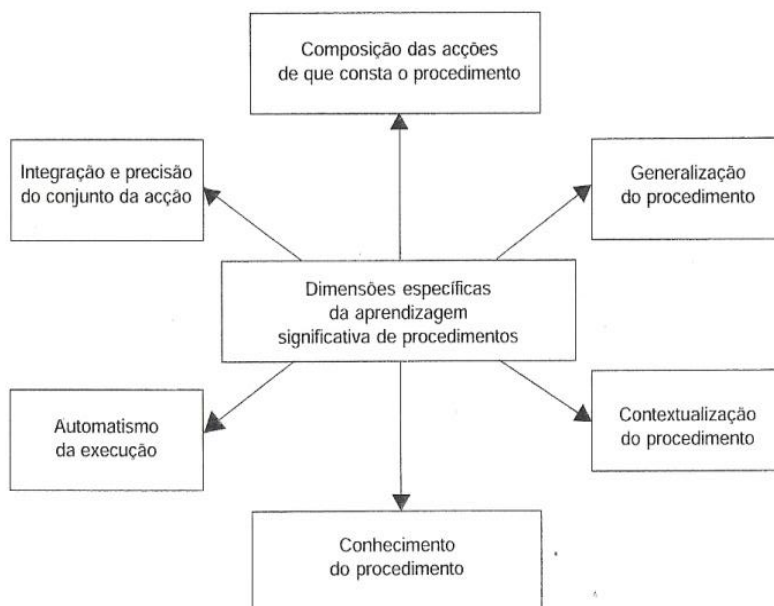 Composição das acções
de que consta o procedimento
Integração e precisão
do conjunto da acção
Generalização
do procedimento
Dimensões específicas
da aprendizagem
significativa de procedimentos
Automatismo
da execução
Contextualização
do procedimento
Conhecimento
do procedimento